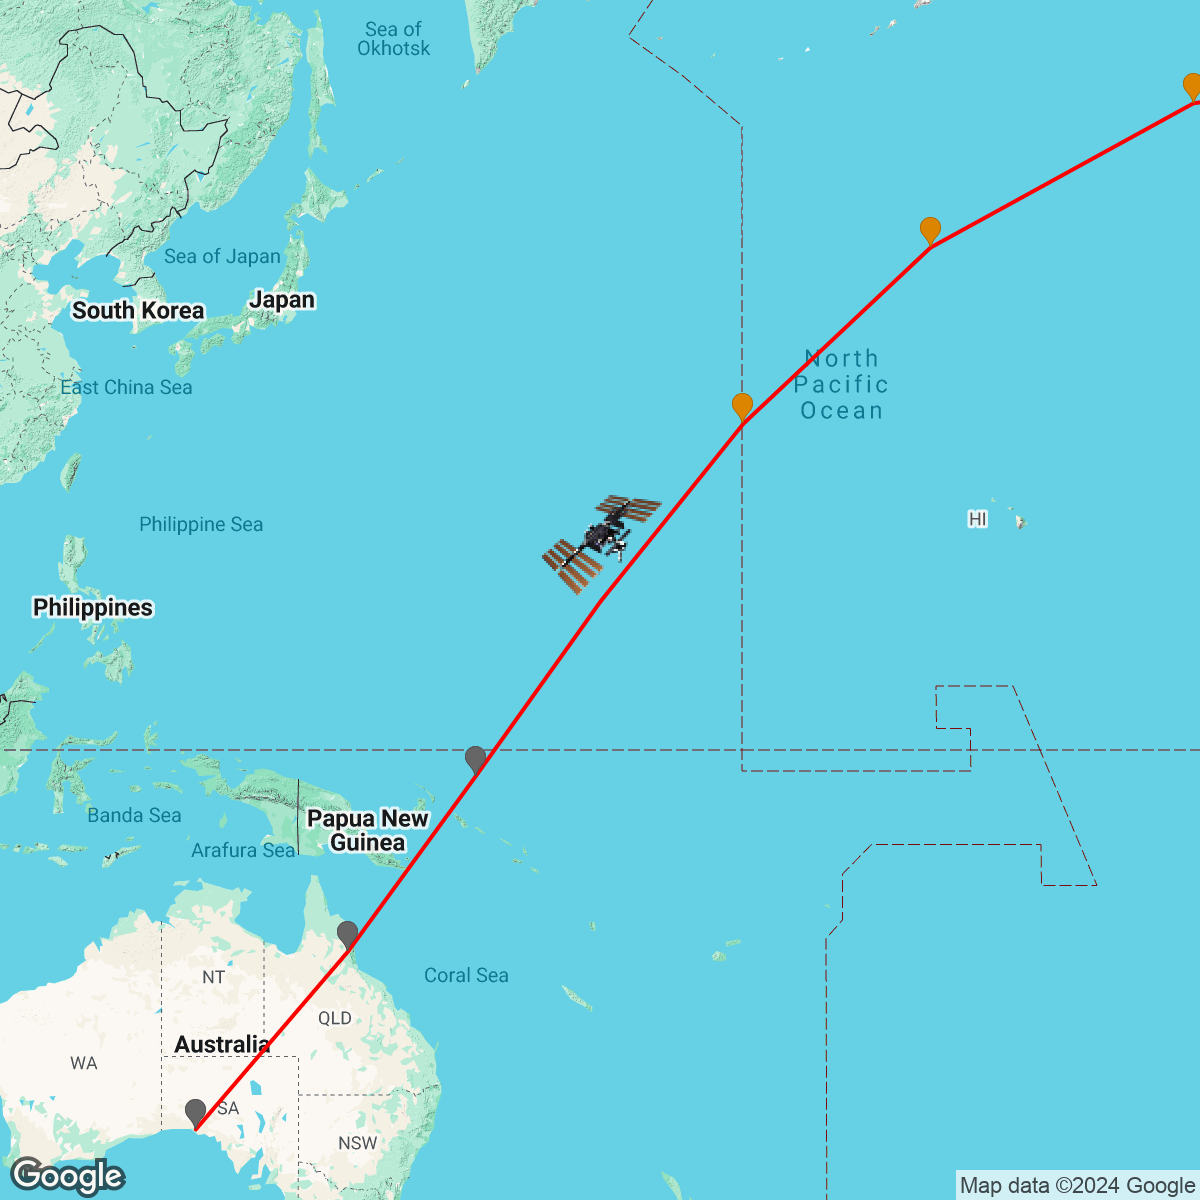 Sea of
Okhotsk
Sea of Japan
Japan
South Korea
North
Pacific
Ocean
East China Sea
Philippine Sea
HI
Philippines
Banda Sea
Papua New
Guinea
Arafura Sea
Coral Sea
NT
QLD
Australia
WA
SA
NSW
Google
Map data ©2024 Google